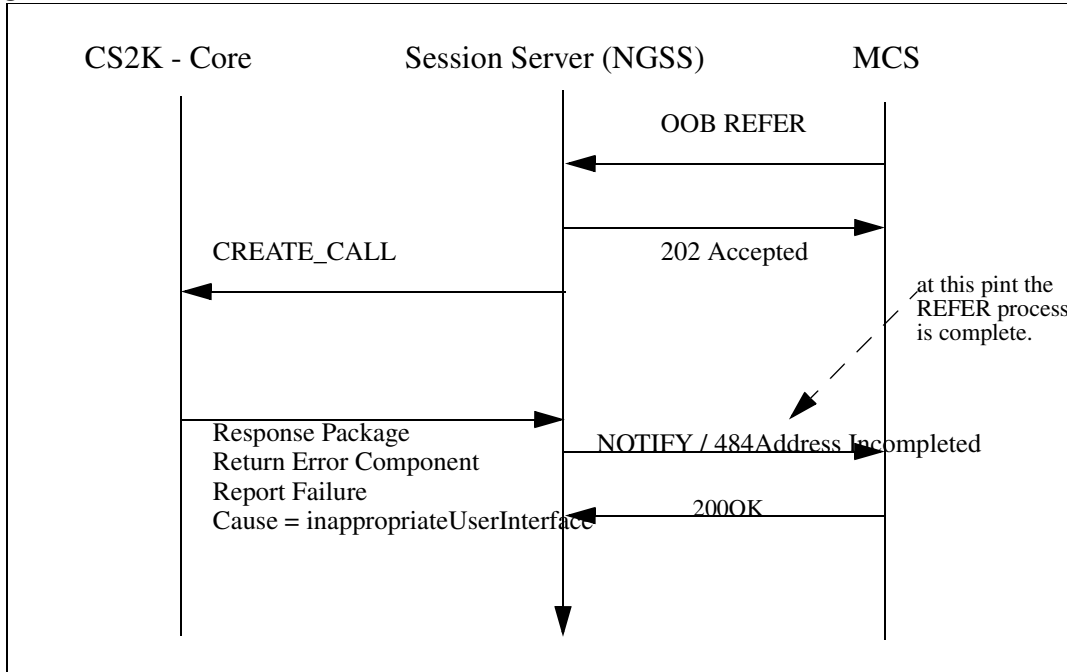 CS2K - Core
Session Server (NGSS)
MCS
OOB REFER
202 Accepted
CREATE_CALL
at this pint the
REFER process
is complete.
Response Package
Return Error Component
Report Failure
Cause = inappropriateUserInterface
NOTIFY / 484Address Incompleted
200OK